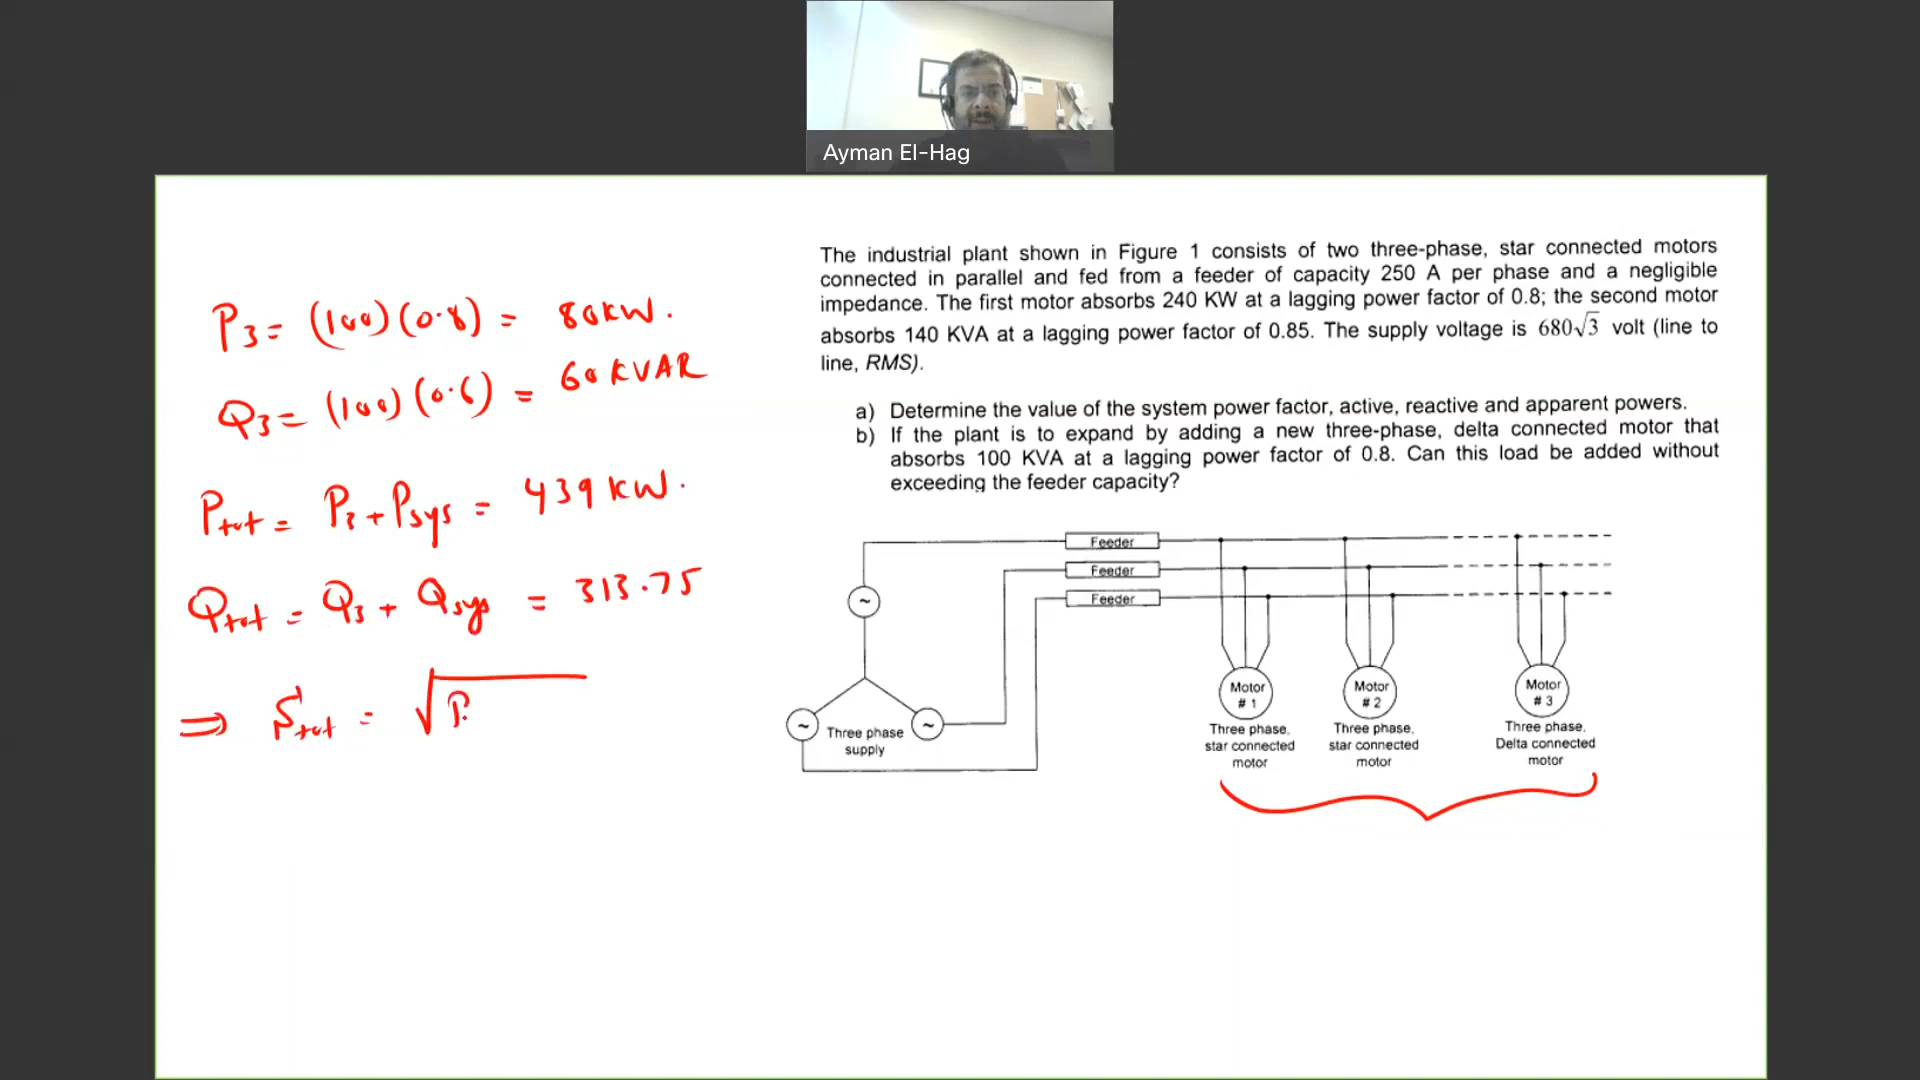 Ayman El-Hag
P3 = (100)(0.8) = 80 KW.
Q3 = (100)(0.6) = 60 KVAR
Ptot = P3 + Psys = 439 KW.
Qtot = Q3 + Qsys = 313.75
⇒ Stot = √P
The industrial plant shown in Figure 1 consists of two three-phase, star connected motors
connected in parallel and fed from a feeder of capacity 250 A per phase and a negligible
impedance. The first motor absorbs 240 KW at a lagging power factor of 0.8; the second motor
absorbs 140 KVA at a lagging power factor of 0.85. The supply voltage is 680√3 volt (line to
line, RMS).
a) Determine the value of the system power factor, active, reactive and apparent powers.
b) If the plant is to expand by adding a new three-phase, delta connected motor that
absorbs 100 KVA at a lagging power factor of 0.8. Can this load be added without
exceeding the feeder capacity?
Feeder
Feeder
Feeder
~
~
~
Three phase
supply
Motor
# 1
Three phase,
star connected
motor
Motor
# 2
Three phase,
star connected
motor
Motor
# 3
Three phase,
Delta connected
motor